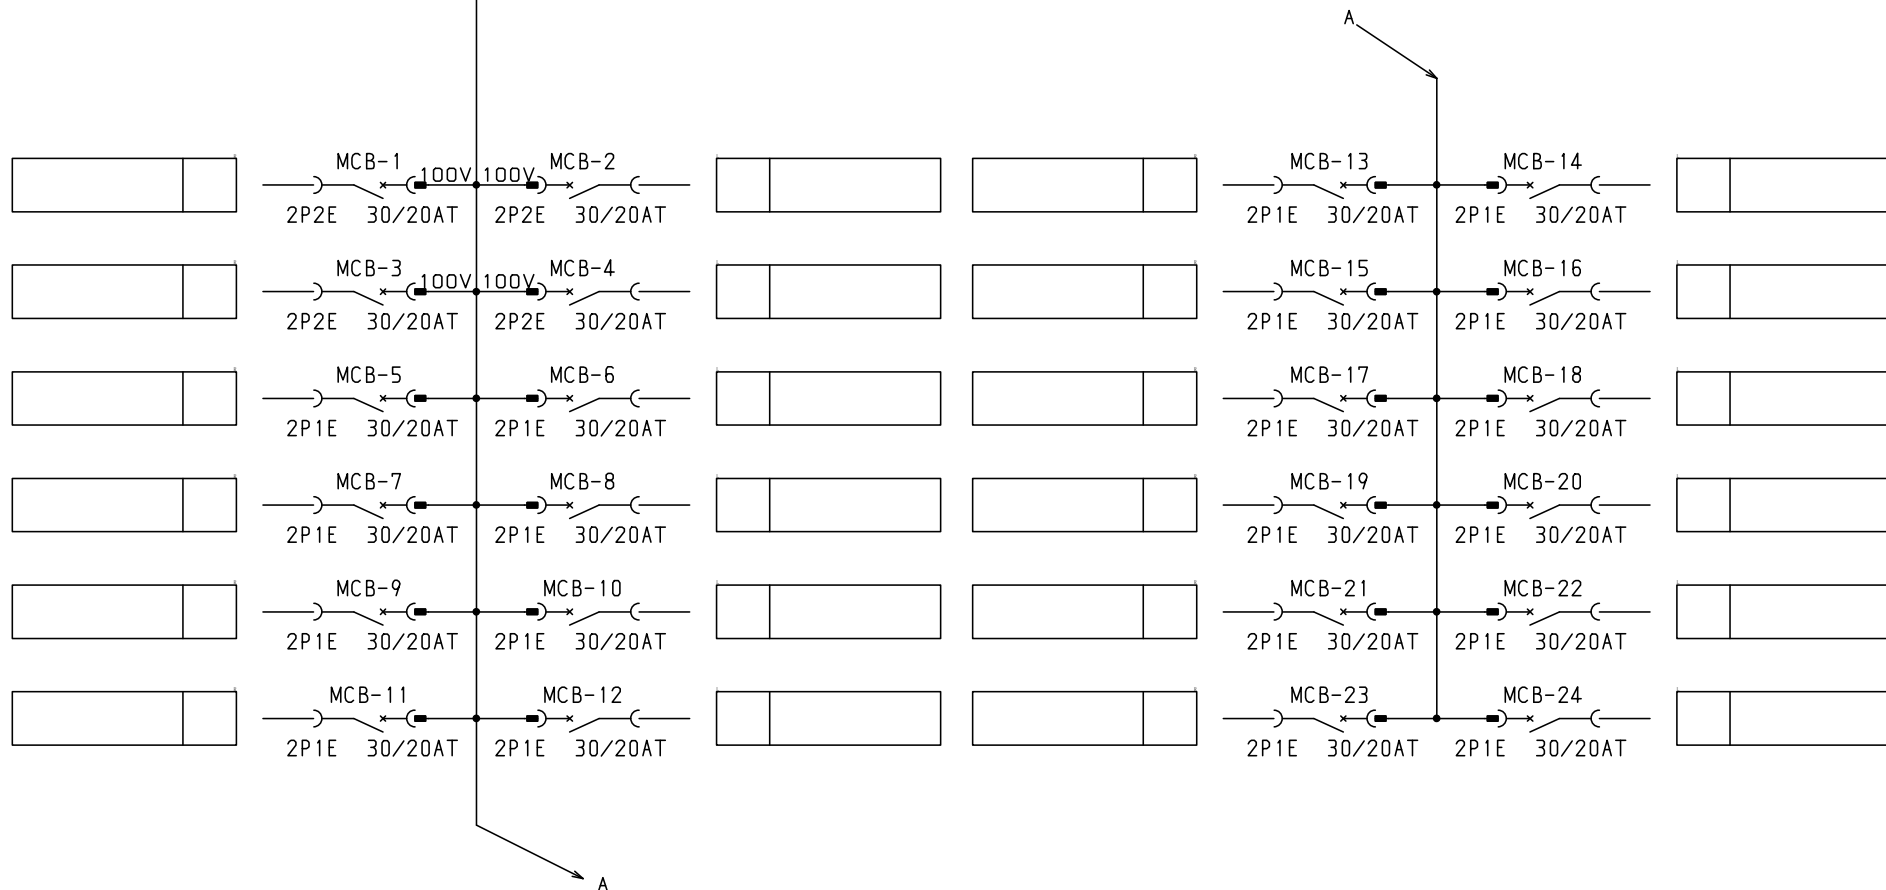 A
MCB-1 100V 100V MCB-2 MCB-13 MCB-14
2P2E 30/20AT 2P2E 30/20AT 2P1E 30/20AT 2P1E 30/20AT
MCB-3 100V 100V MCB-4 MCB-15 MCB-16
2P2E 30/20AT 2P2E 30/20AT 2P1E 30/20AT 2P1E 30/20AT
MCB-5 MCB-6 MCB-17 MCB-18
2P1E 30/20AT 2P1E 30/20AT 2P1E 30/20AT 2P1E 30/20AT
MCB-7 MCB-8 MCB-19 MCB-20
2P1E 30/20AT 2P1E 30/20AT 2P1E 30/20AT 2P1E 30/20AT
MCB-9 MCB-10 MCB-21 MCB-22
2P1E 30/20AT 2P1E 30/20AT 2P1E 30/20AT 2P1E 30/20AT
MCB-11 MCB-12 MCB-23 MCB-24
2P1E 30/20AT 2P1E 30/20AT 2P1E 30/20AT 2P1E 30/20AT
A